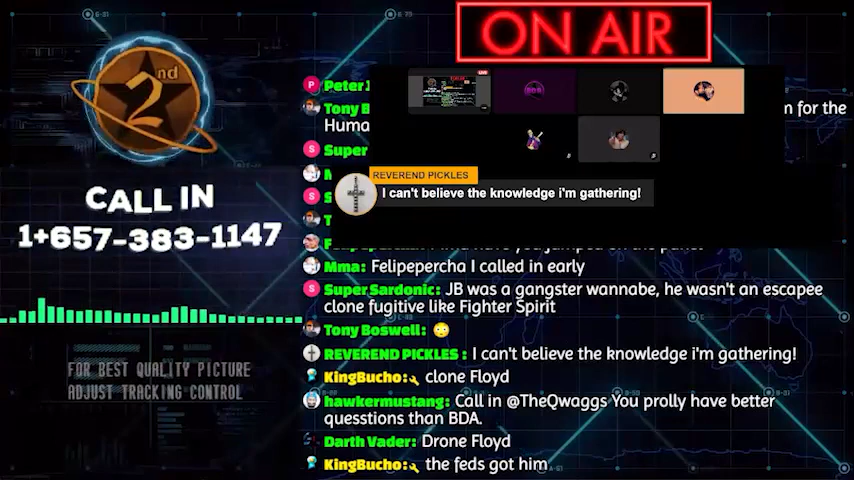 ON AIR
2nd
LIVE
CALL IN
1+657-383-1147
FOR BEST QUALITY PICTURE
ADJUST TRACKING CONTROL
Peter
Tony B
m for the
Huma
Super
REVEREND PICKLES
I can't believe the knowledge i'm gathering!
Mma: Felipepercha I called in early
Super Sardonic: JB was a gangster wannabe, he wasn't an escapee
clone fugitive like Fighter Spirit
Tony Boswell: 😳
REVEREND PICKLES : I can't believe the knowledge i'm gathering!
KingBucho: clone Floyd
hawkermustang: Call in @TheQwaggs You prolly have better
quesstions than BDA.
Darth Vader: Drone Floyd
KingBucho: the feds got him